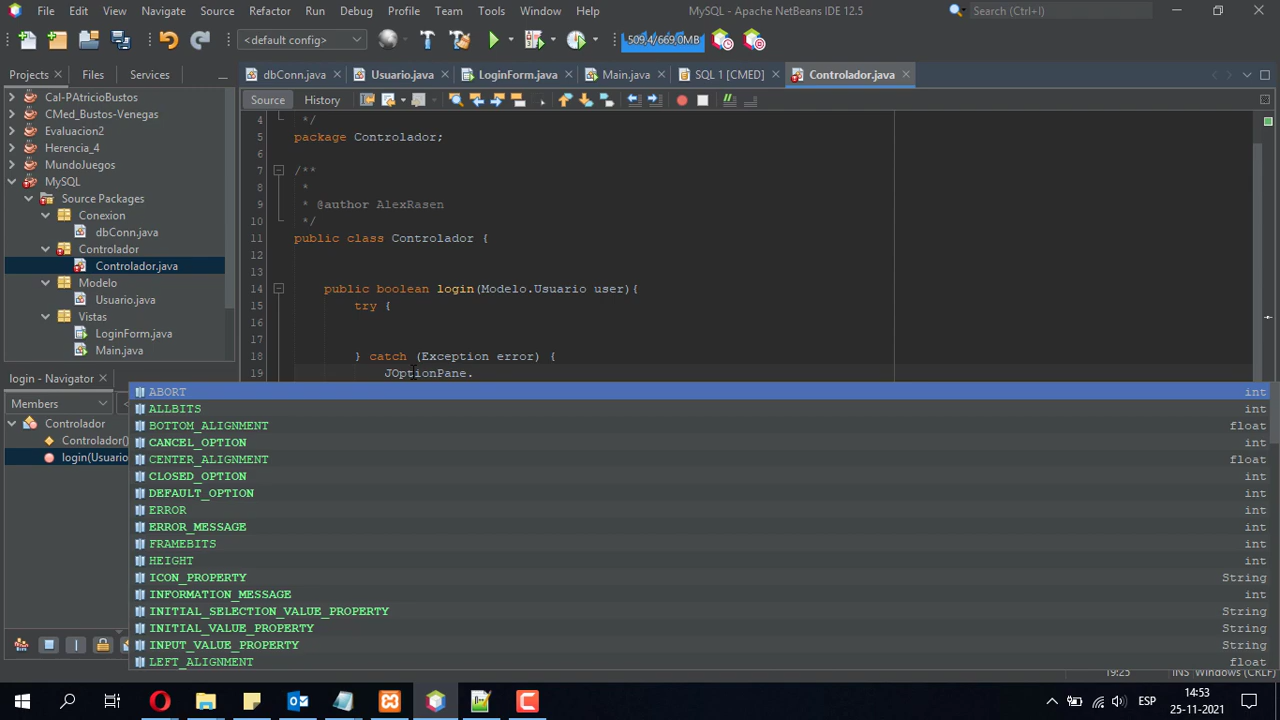 File Edit View Navigate Source Refactor Run Debug Profile Team Tools Window Help MySQL - Apache NetBeans IDE 12.5 Search (Ctrl+I)
<default config> 509,4/669,0MB
Projects Files Services dbConn.java Usuario.java LoginForm.java Main.java SQL 1 [CMED] Controlador.java
Source History
Cal-PAtricioBustos
CMed_Bustos-Venegas
Evaluacion2
Herencia_4
MundoJuegos
MySQL
Source Packages
Conexion
dbConn.java
Controlador
Controlador.java
Modelo
Usuario.java
Vistas
LoginForm.java
Main.java
4 */
5 package Controlador;
6
7 /**
8 *
9 * @author AlexRasen
10 */
11 public class Controlador {
12
13
14 public boolean login(Modelo.Usuario user){
15 try {
16
17
18 } catch (Exception error) {
19 JOptionPane.
login - Navigator
Members
Controlador
Controlador()
login(Usuario
ABORT int
ALLBITS int
BOTTOM_ALIGNMENT float
CANCEL_OPTION int
CENTER_ALIGNMENT float
CLOSED_OPTION int
DEFAULT_OPTION int
ERROR int
ERROR_MESSAGE int
FRAMEBITS int
HEIGHT int
ICON_PROPERTY String
INFORMATION_MESSAGE int
INITIAL_SELECTION_VALUE_PROPERTY String
INITIAL_VALUE_PROPERTY String
INPUT_VALUE_PROPERTY String
LEFT_ALIGNMENT float
19:25 INS Windows (CRLF)
ESP 14:53
25-11-2021